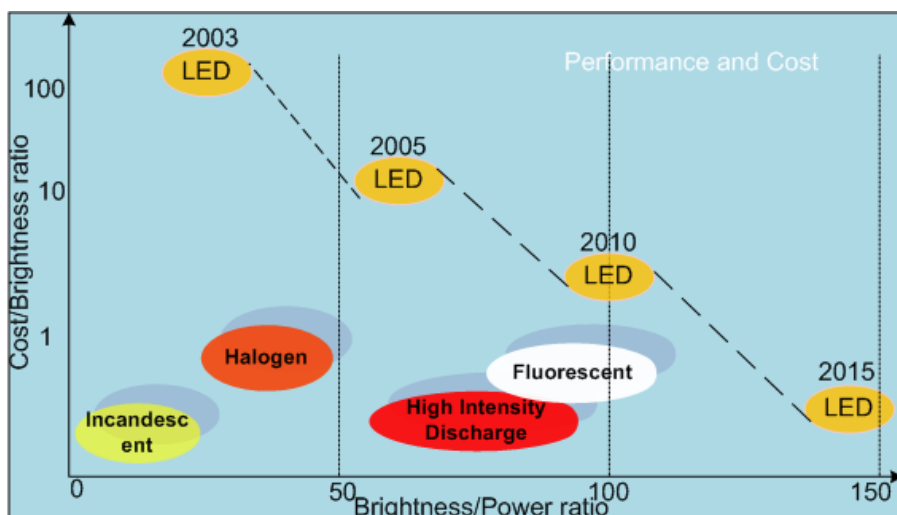 2003
LED
Performance and Cost
100
2005
LED
10
2010
LED
Cost/Brightness ratio
1
Halogen
Fluorescent
2015
LED
High Intensity
Discharge
Incandesc
ent
0
50
100
150
Brightness/Power ratio